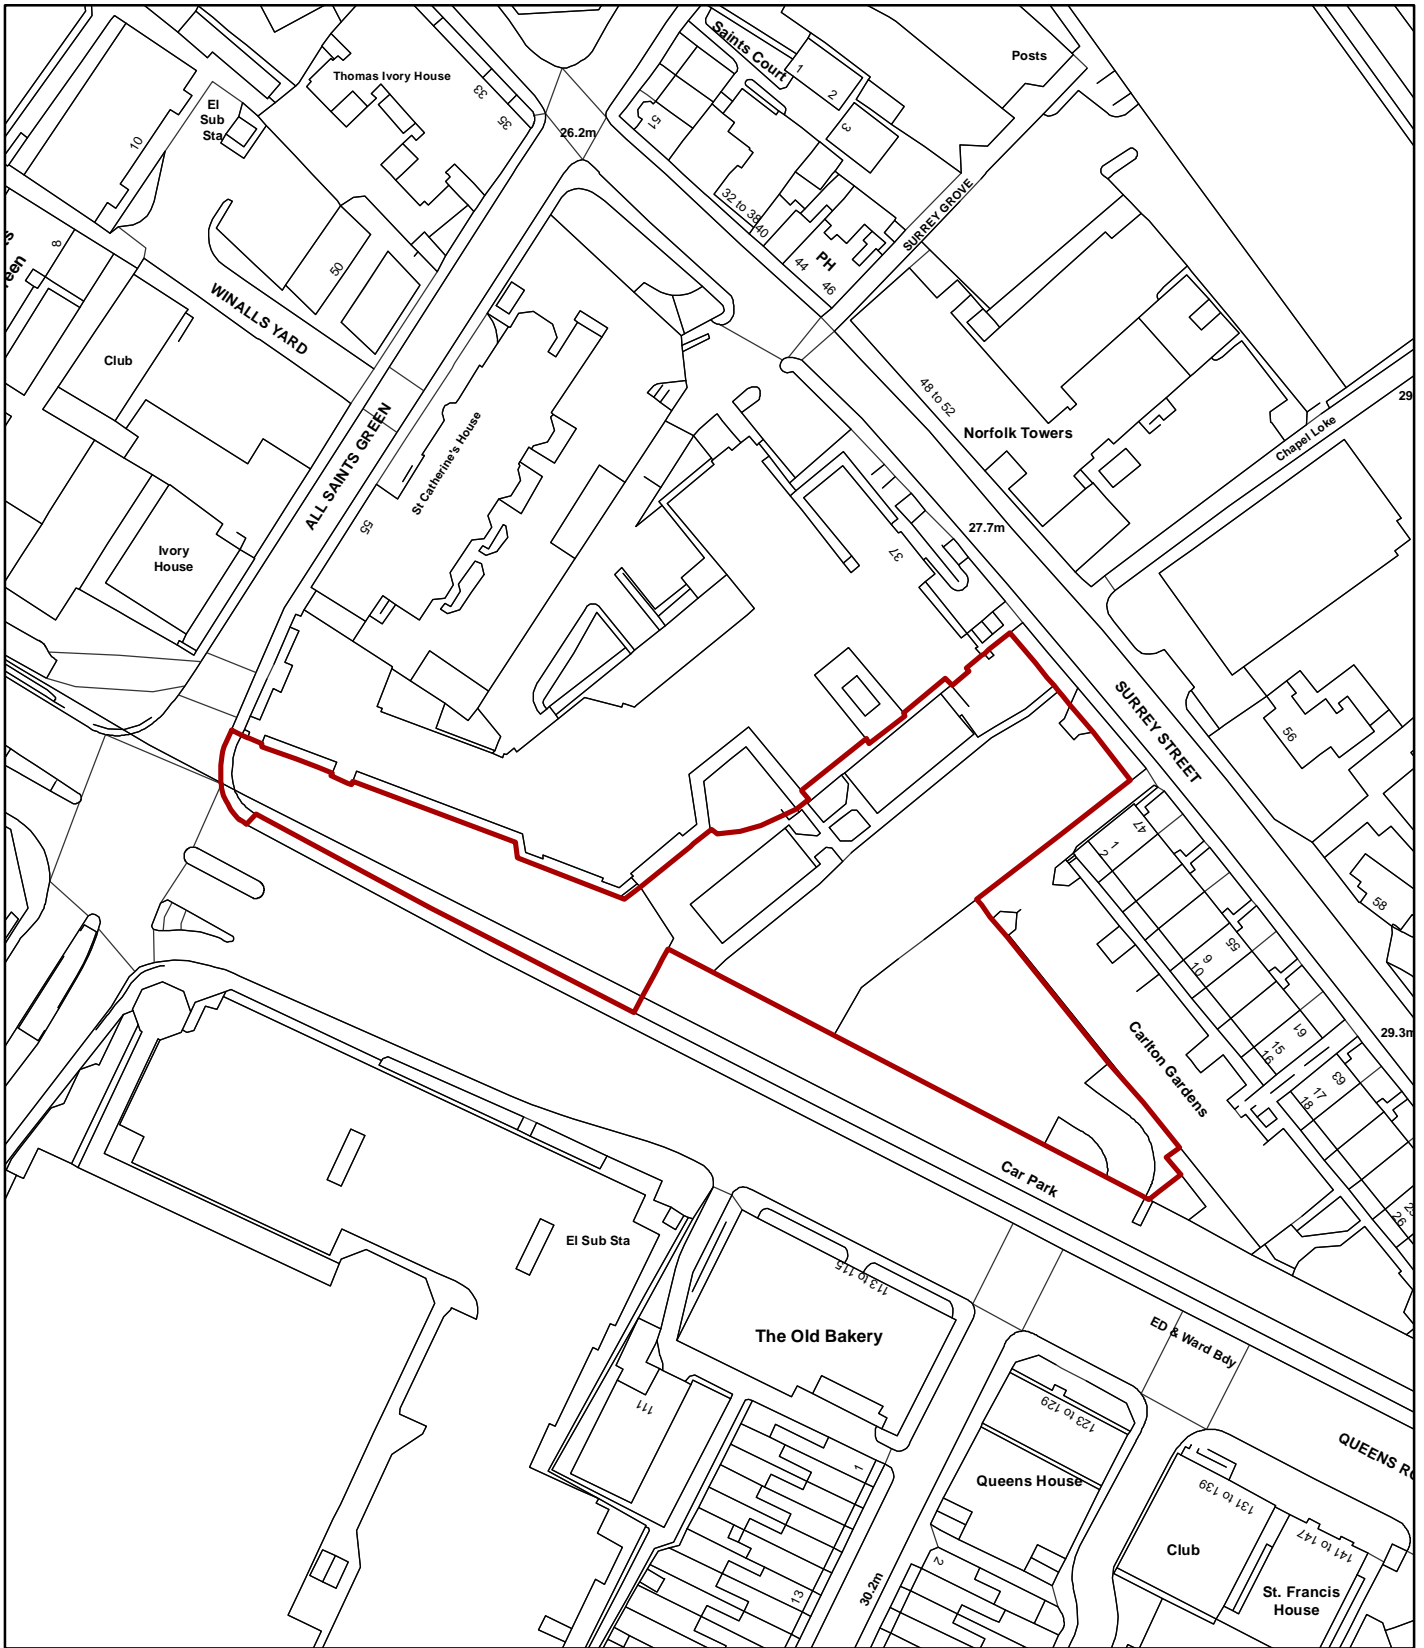 Saints Court
Posts
1
2
3
Thomas Ivory House
33
35
El
Sub
Sta
10
26.2m
51
32 to 38
40
PH
44
46
SURREY GROVE
8
een
50
WINALLS YARD
Club
48 to 52
Norfolk Towers
29
Chapel Loke
ALL SAINTS GREEN
St Catherine's House
55
Ivory
House
27.7m
37
SURREY STREET
56
47
1
2
58
55
9
10
Carlton Gardens
61
15
16
29.3m
63
17
18
26
Car Park
El Sub Sta
113 to 115
The Old Bakery
ED & Ward Bdy
111
123 to 129
QUEENS R
1
Queens House
131 to 139
141 to 147
Club
2
13
30.2m
St. Francis
House